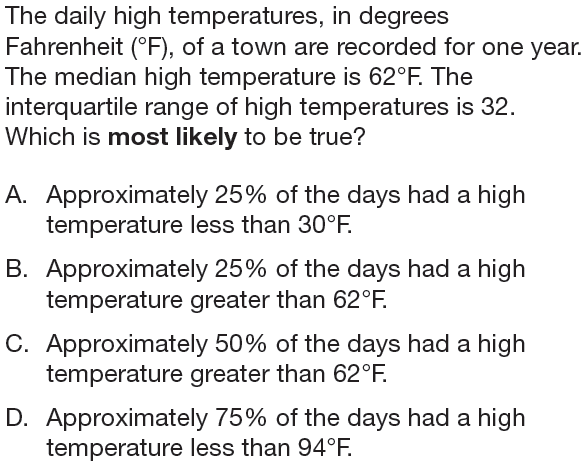 The daily high temperatures, in degrees
Fahrenheit (°F), of a town are recorded for one year.
The median high temperature is 62°F. The
interquartile range of high temperatures is 32.
Which is most likely to be true?
A. Approximately 25% of the days had a high
temperature less than 30°F.
B. Approximately 25% of the days had a high
temperature greater than 62°F.
C. Approximately 50% of the days had a high
temperature greater than 62°F.
D. Approximately 75% of the days had a high
temperature less than 94°F.